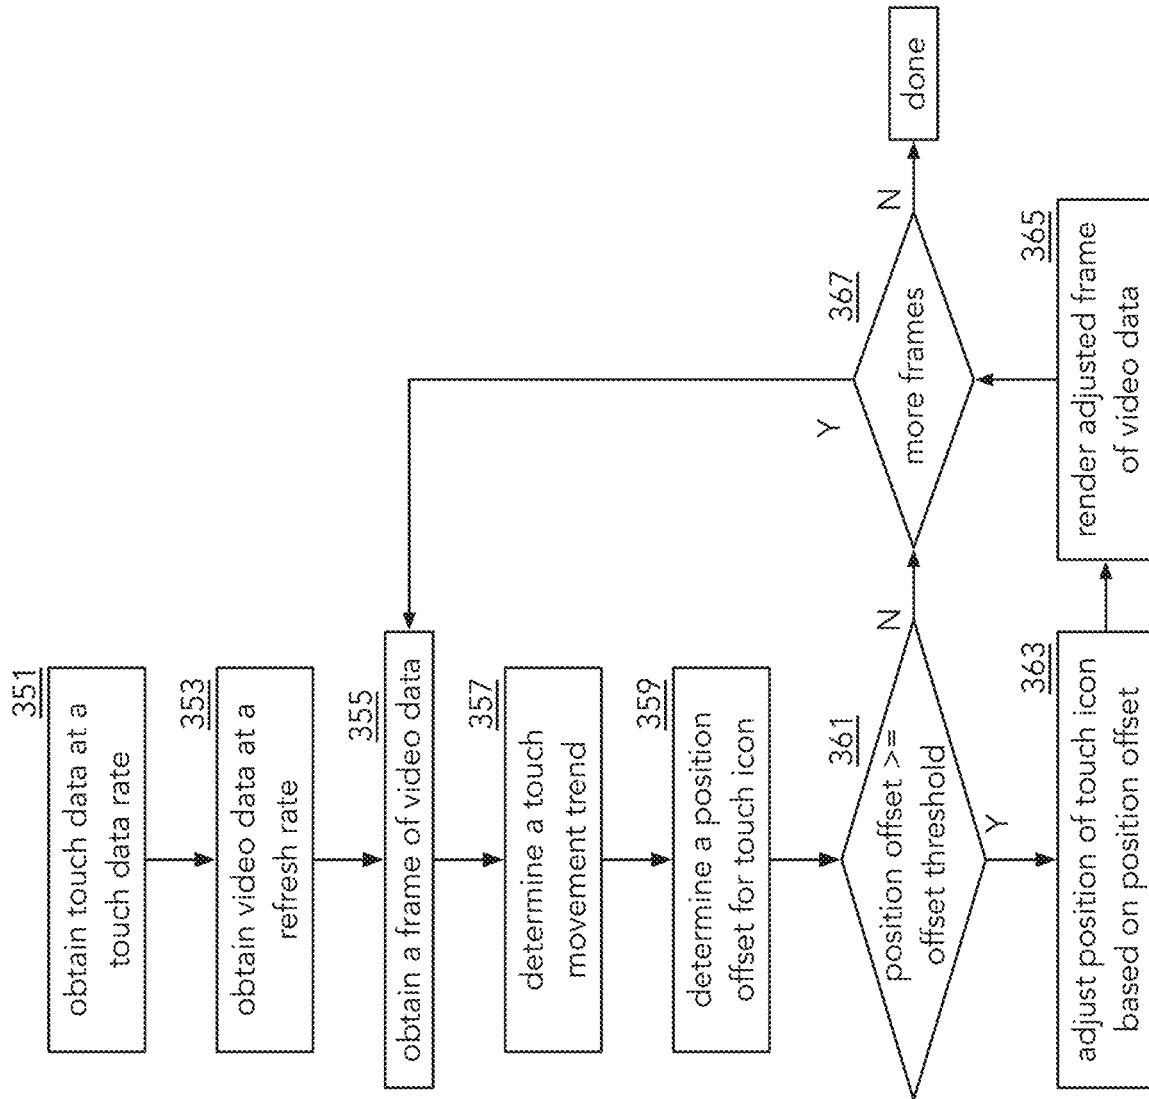 351
obtain touch data at a
touch data rate
353
obtain video data at a
refresh rate
355
obtain a frame of video data
357
determine a touch
movement trend
359
determine a position
offset for touch icon
361
position offset >=
offset threshold
N
Y
363
adjust position of touch icon
based on position offset
365
render adjusted frame
of video data
367
more frames
Y
N
done